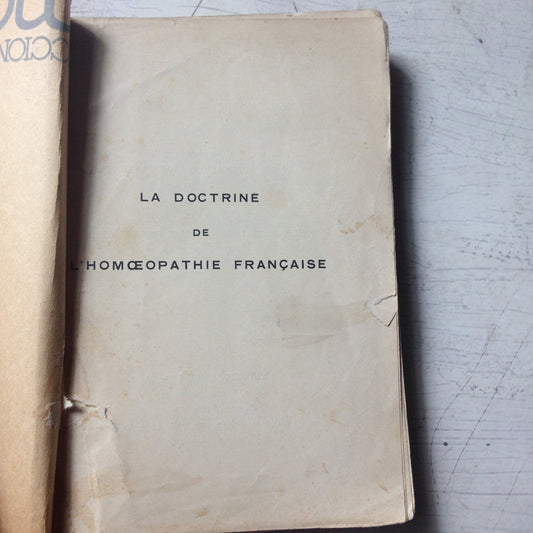 LA DOCTRINE
DE
L'HOMŒOPATHIE FRANÇAISE